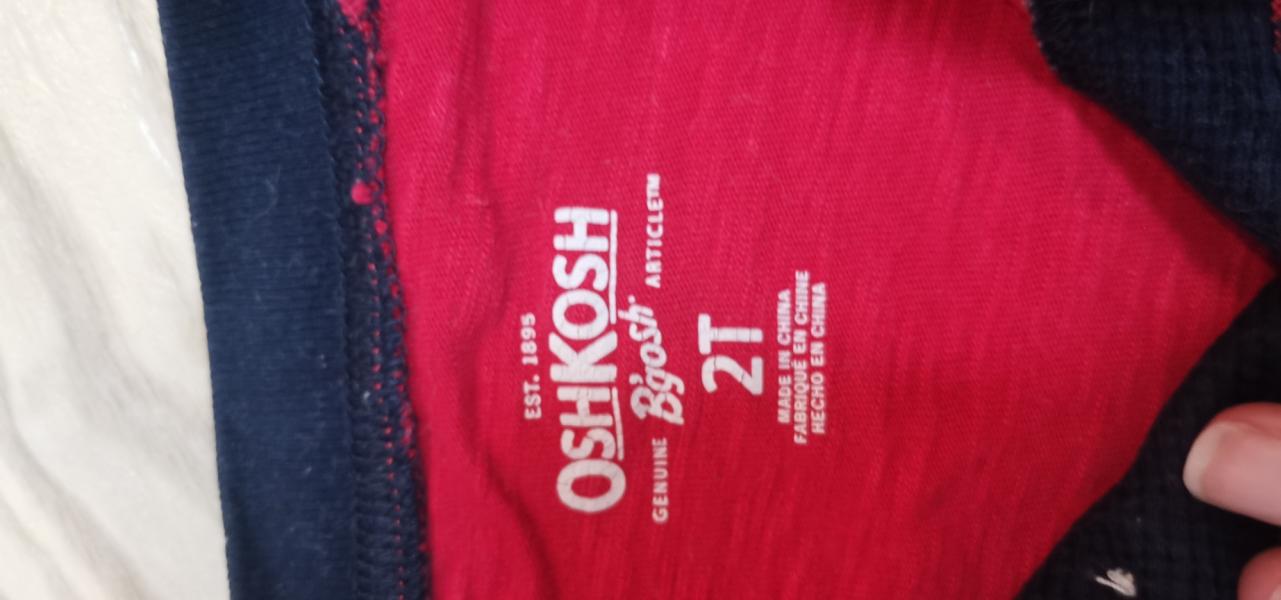 EST. 1895
OSHKOSH
GENUINE B'gosh ARTICLE™
2T
MADE IN CHINA
FABRIQUÉ EN CHINE
HECHO EN CHINA